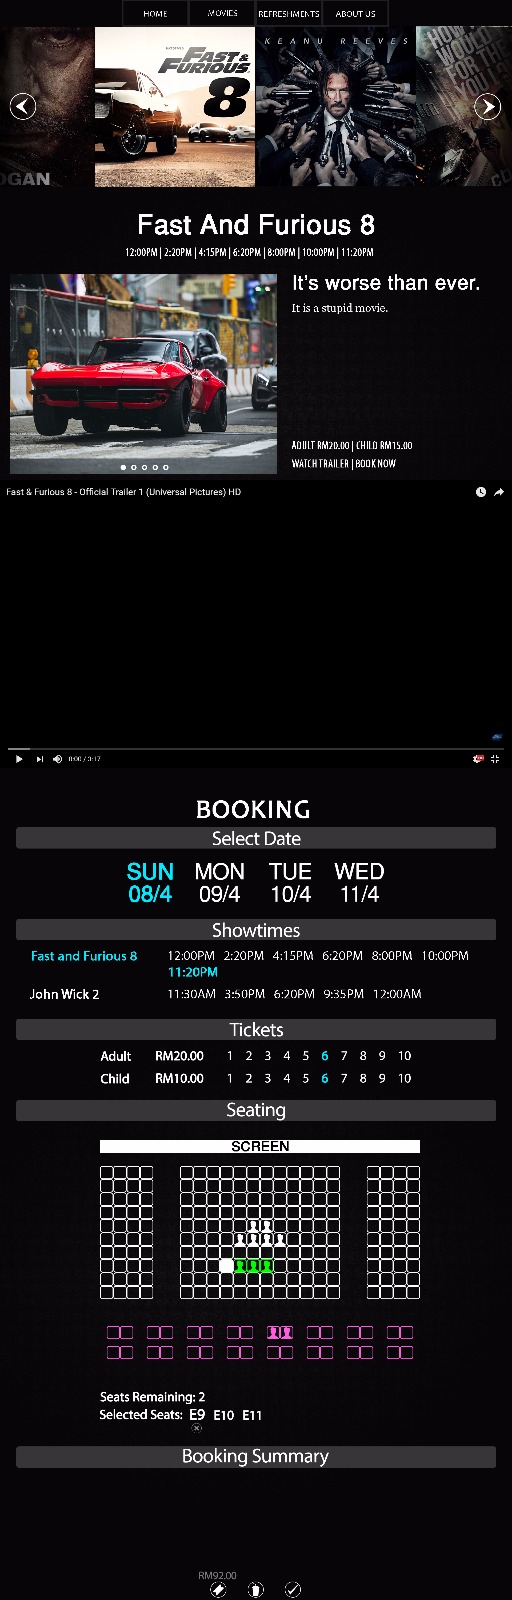 HOME MOVIES REFRESHMENTS ABOUT US
KEANU REEVES
FAST &
FURIOUS
8
HOW
WOULD
FOR THE
YOU
OGAN
Fast And Furious 8
12:00PM | 2:20PM | 4:15PM | 6:20PM | 8:00PM | 10:00PM | 11:20PM
It's worse than ever.
It is a stupid movie.
ADULT RM20.00 | CHILD RM15.00
WATCH TRAILER | BOOK NOW
Fast & Furious 8 - Official Trailer 1 (Universal Pictures) HD
0:00 / 3:17
BOOKING
Select Date
SUN MON TUE WED
08/4 09/4 10/4 11/4
Showtimes
Fast and Furious 8 12:00PM 2:20PM 4:15PM 6:20PM 8:00PM 10:00PM
11:20PM
John Wick 2 11:30AM 3:50PM 6:20PM 9:35PM 12:00AM
Tickets
Adult RM20.00 1 2 3 4 5 6 7 8 9 10
Child RM10.00 1 2 3 4 5 6 7 8 9 10
Seating
SCREEN
Seats Remaining: 2
Selected Seats: E9 E10 E11
Booking Summary
RM92.00